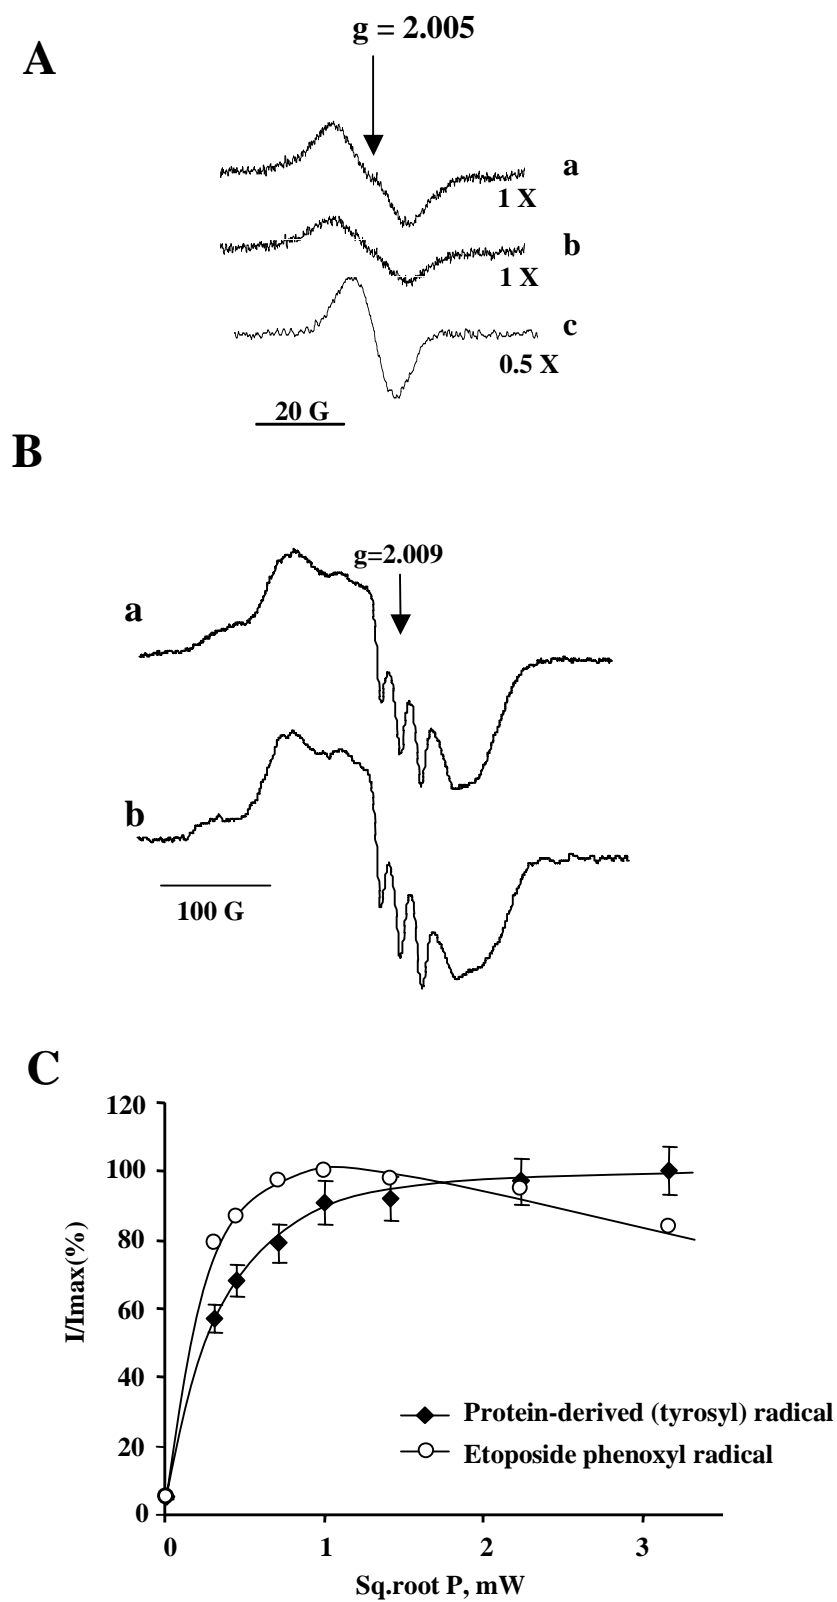 g = 2.005
A
a
1 X
b
1 X
c
0.5 X
20 G
B
g=2.009
a
b
100 G
C
120
100
80
60
40
20
0
I/Imax(%)
Protein-derived (tyrosyl) radical
Etoposide phenoxyl radical
0 1 2 3
Sq.root P, mW